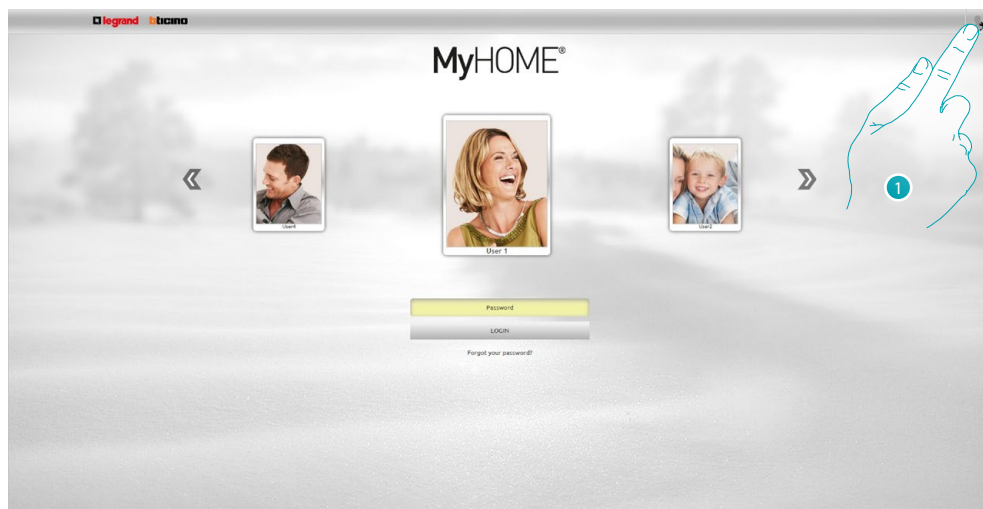 legrand bticino
MyHOME®
User4
User 1
User2
1
Password
LOGIN
Forgot your password?